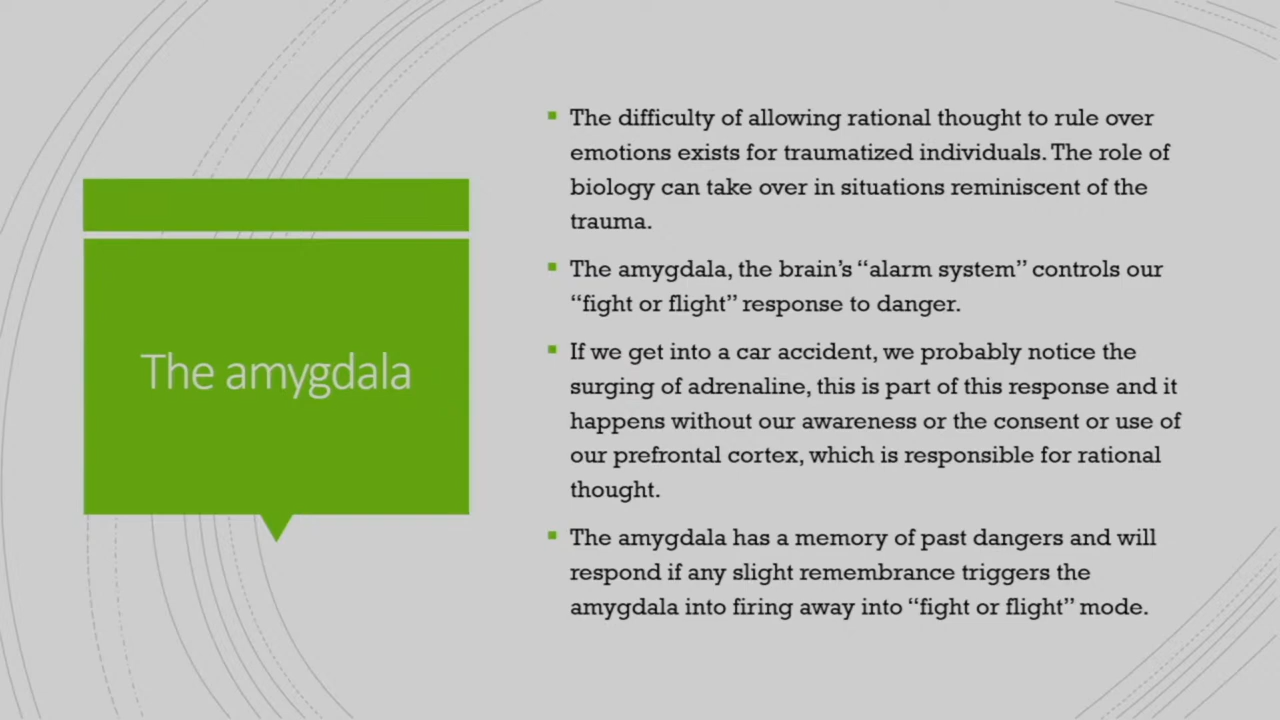 The amygdala
The difficulty of allowing rational thought to rule over
emotions exists for traumatized individuals. The role of
biology can take over in situations reminiscent of the
trauma.
The amygdala, the brain’s “alarm system” controls our
“fight or flight” response to danger.
If we get into a car accident, we probably notice the
surging of adrenaline, this is part of this response and it
happens without our awareness or the consent or use of
our prefrontal cortex, which is responsible for rational
thought.
The amygdala has a memory of past dangers and will
respond if any slight remembrance triggers the
amygdala into firing away into “fight or flight” mode.